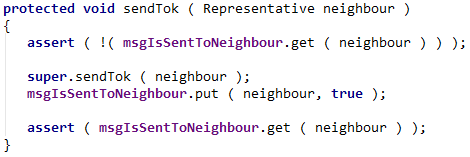 protected void sendTok ( Representative neighbour )
{
assert ( !( msgIsSentToNeighbour.get ( neighbour ) ) );
super.sendTok ( neighbour );
msgIsSentToNeighbour.put ( neighbour, true );
assert ( msgIsSentToNeighbour.get ( neighbour ) );
}